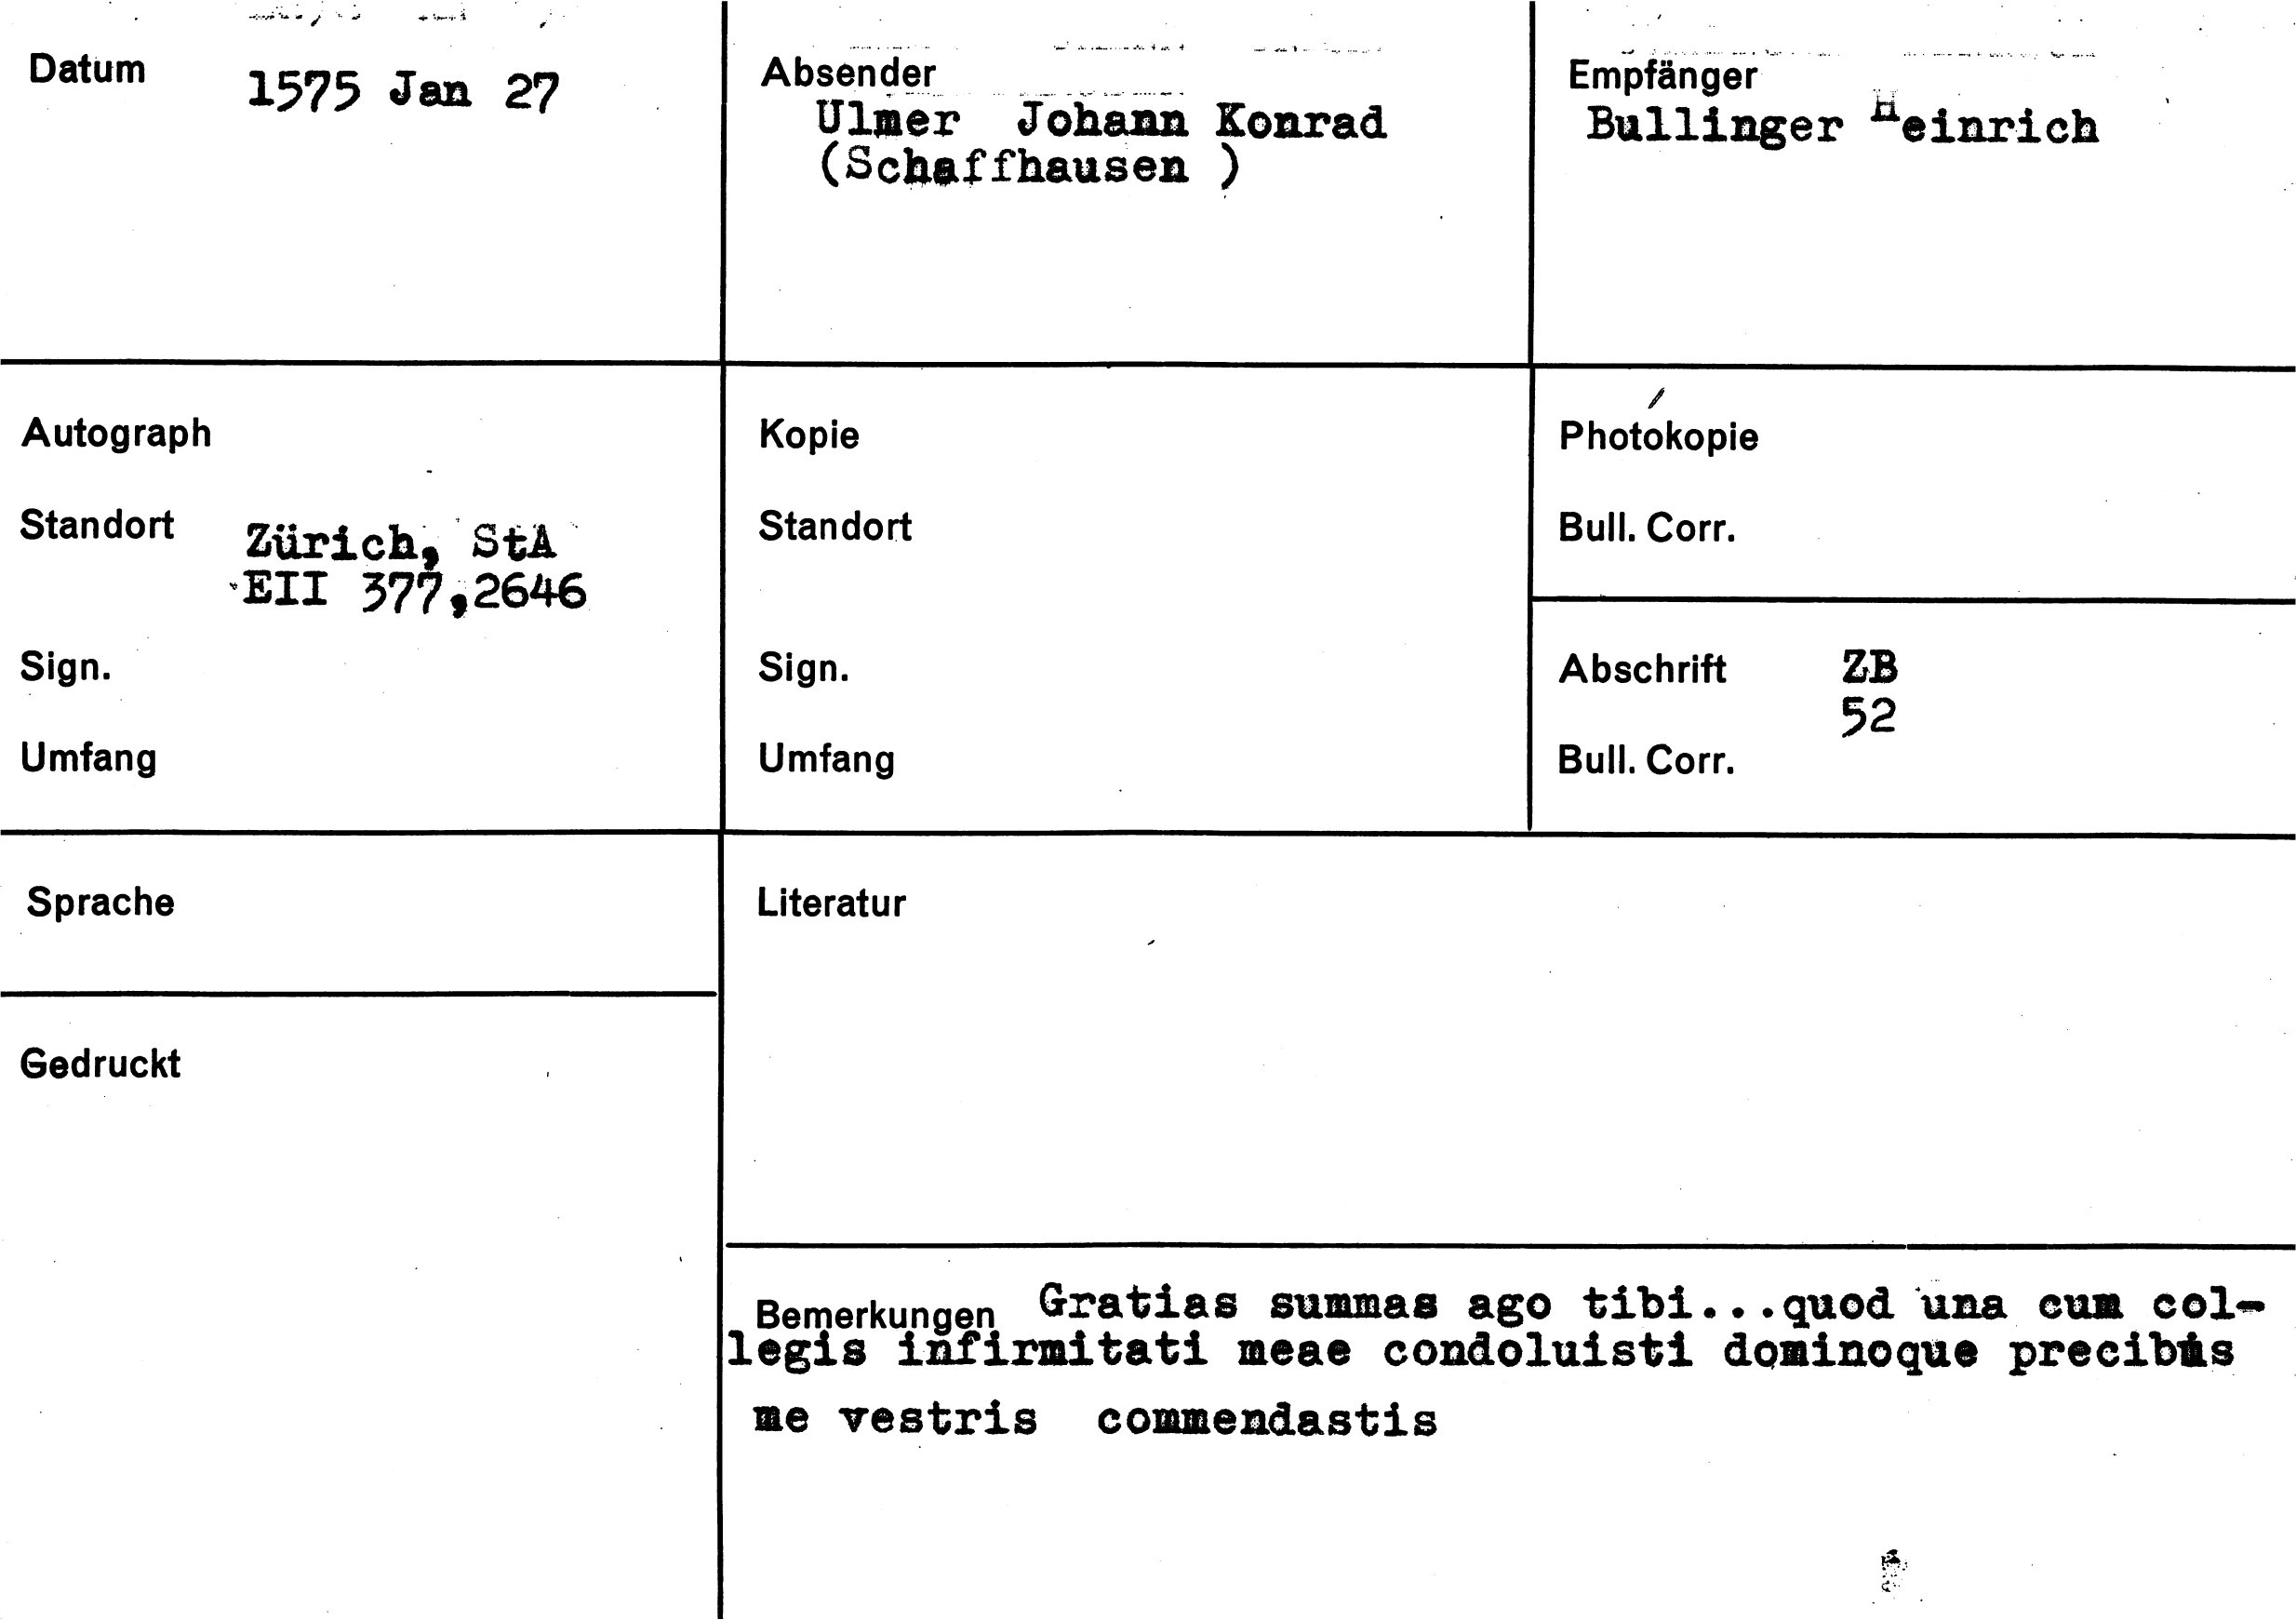 Datum 1575 Jan 27
Absender
Ulmer Johann Konrad
(Schaffhausen )
Empfänger
Bullinger Heinrich
Autograph
Standort Zürich, StA
EII 377,2646
Sign.
Umfang
Kopie
Standort
Sign.
Umfang
Photokopie
Bull. Corr.
Abschrift ZB
52
Bull. Corr.
Sprache
Gedruckt
Literatur
Bemerkungen Gratias summas ago tibi...quod una cum col-
legis infirmitati meae condoluisti dominoque precibus
me vestris commendastis